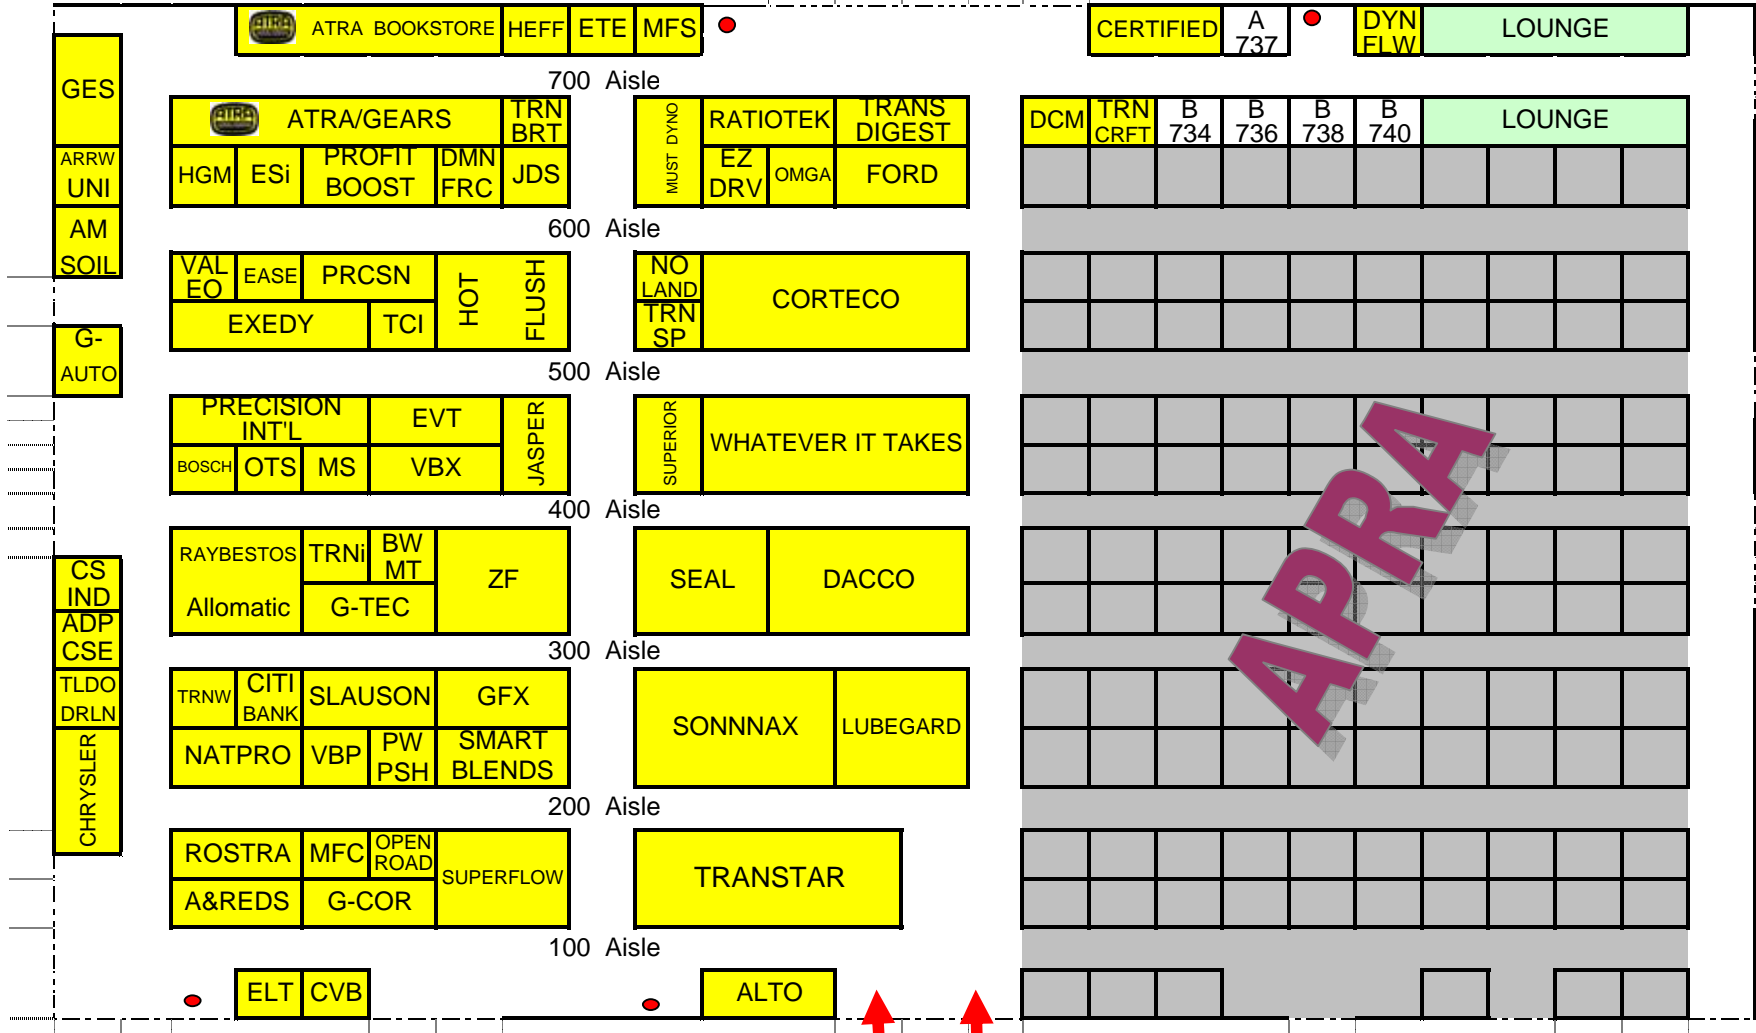 ATRA ATRA BOOKSTORE HEFF ETE MFS
CERTIFIED
A
737
DYN
FLW
LOUNGE
700 Aisle
GES
ATRA ATRA/GEARS
TRN
BRT
MUST DYNO
RATIOTEK
TRANS
DIGEST
DCM
TRN
CRFT
B
734
B
736
B
738
B
740
LOUNGE
ARRW
UNI
HGM
ESi
PROFIT
BOOST
DMN
FRC
JDS
EZ
DRV
OMGA
FORD
AM
SOIL
600 Aisle
VAL
EO
EASE
PRCSN
HOT FLUSH
EXEDY
TCI
NO
LAND
TRN
SP
CORTECO
G-
AUTO
500 Aisle
PRECISION
INT'L
EVT
JASPER
BOSCH
OTS
MS
VBX
SUPERIOR
WHATEVER IT TAKES
400 Aisle
CS
IND
ADP
CSE
RAYBESTOS
Allomatic
TRNi
BW
MT
G-TEC
ZF
SEAL
DACCO
APRA
300 Aisle
TLDO
DRLN
CHRYSLER
TRNW
CITI
BANK
SLAUSON
GFX
NATPRO
VBP
PW
PSH
SMART
BLENDS
SONNNAX
LUBEGARD
200 Aisle
ROSTRA
MFC
OPEN
ROAD
SUPERFLOW
A&REDS
G-COR
TRANSTAR
100 Aisle
ELT
CVB
ALTO